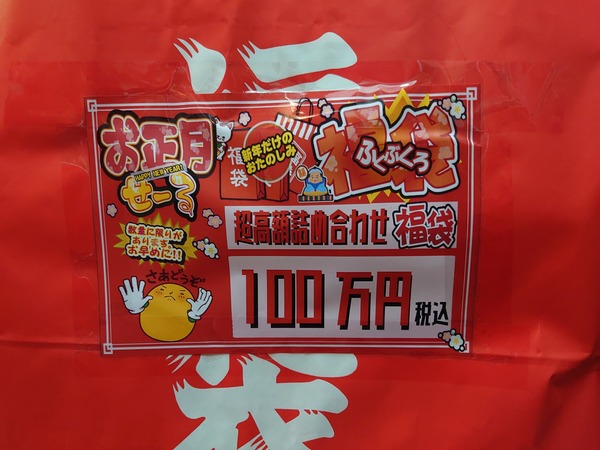 お正月
HAPPY NEW YEAR!
せーる
福袋
新年だけの
おたのしみ
福袋
ふくぶくろ
数量に限りが
あります。
お早めに!!
超高額詰め合わせ 福袋
さあどうぞ
100万円税込